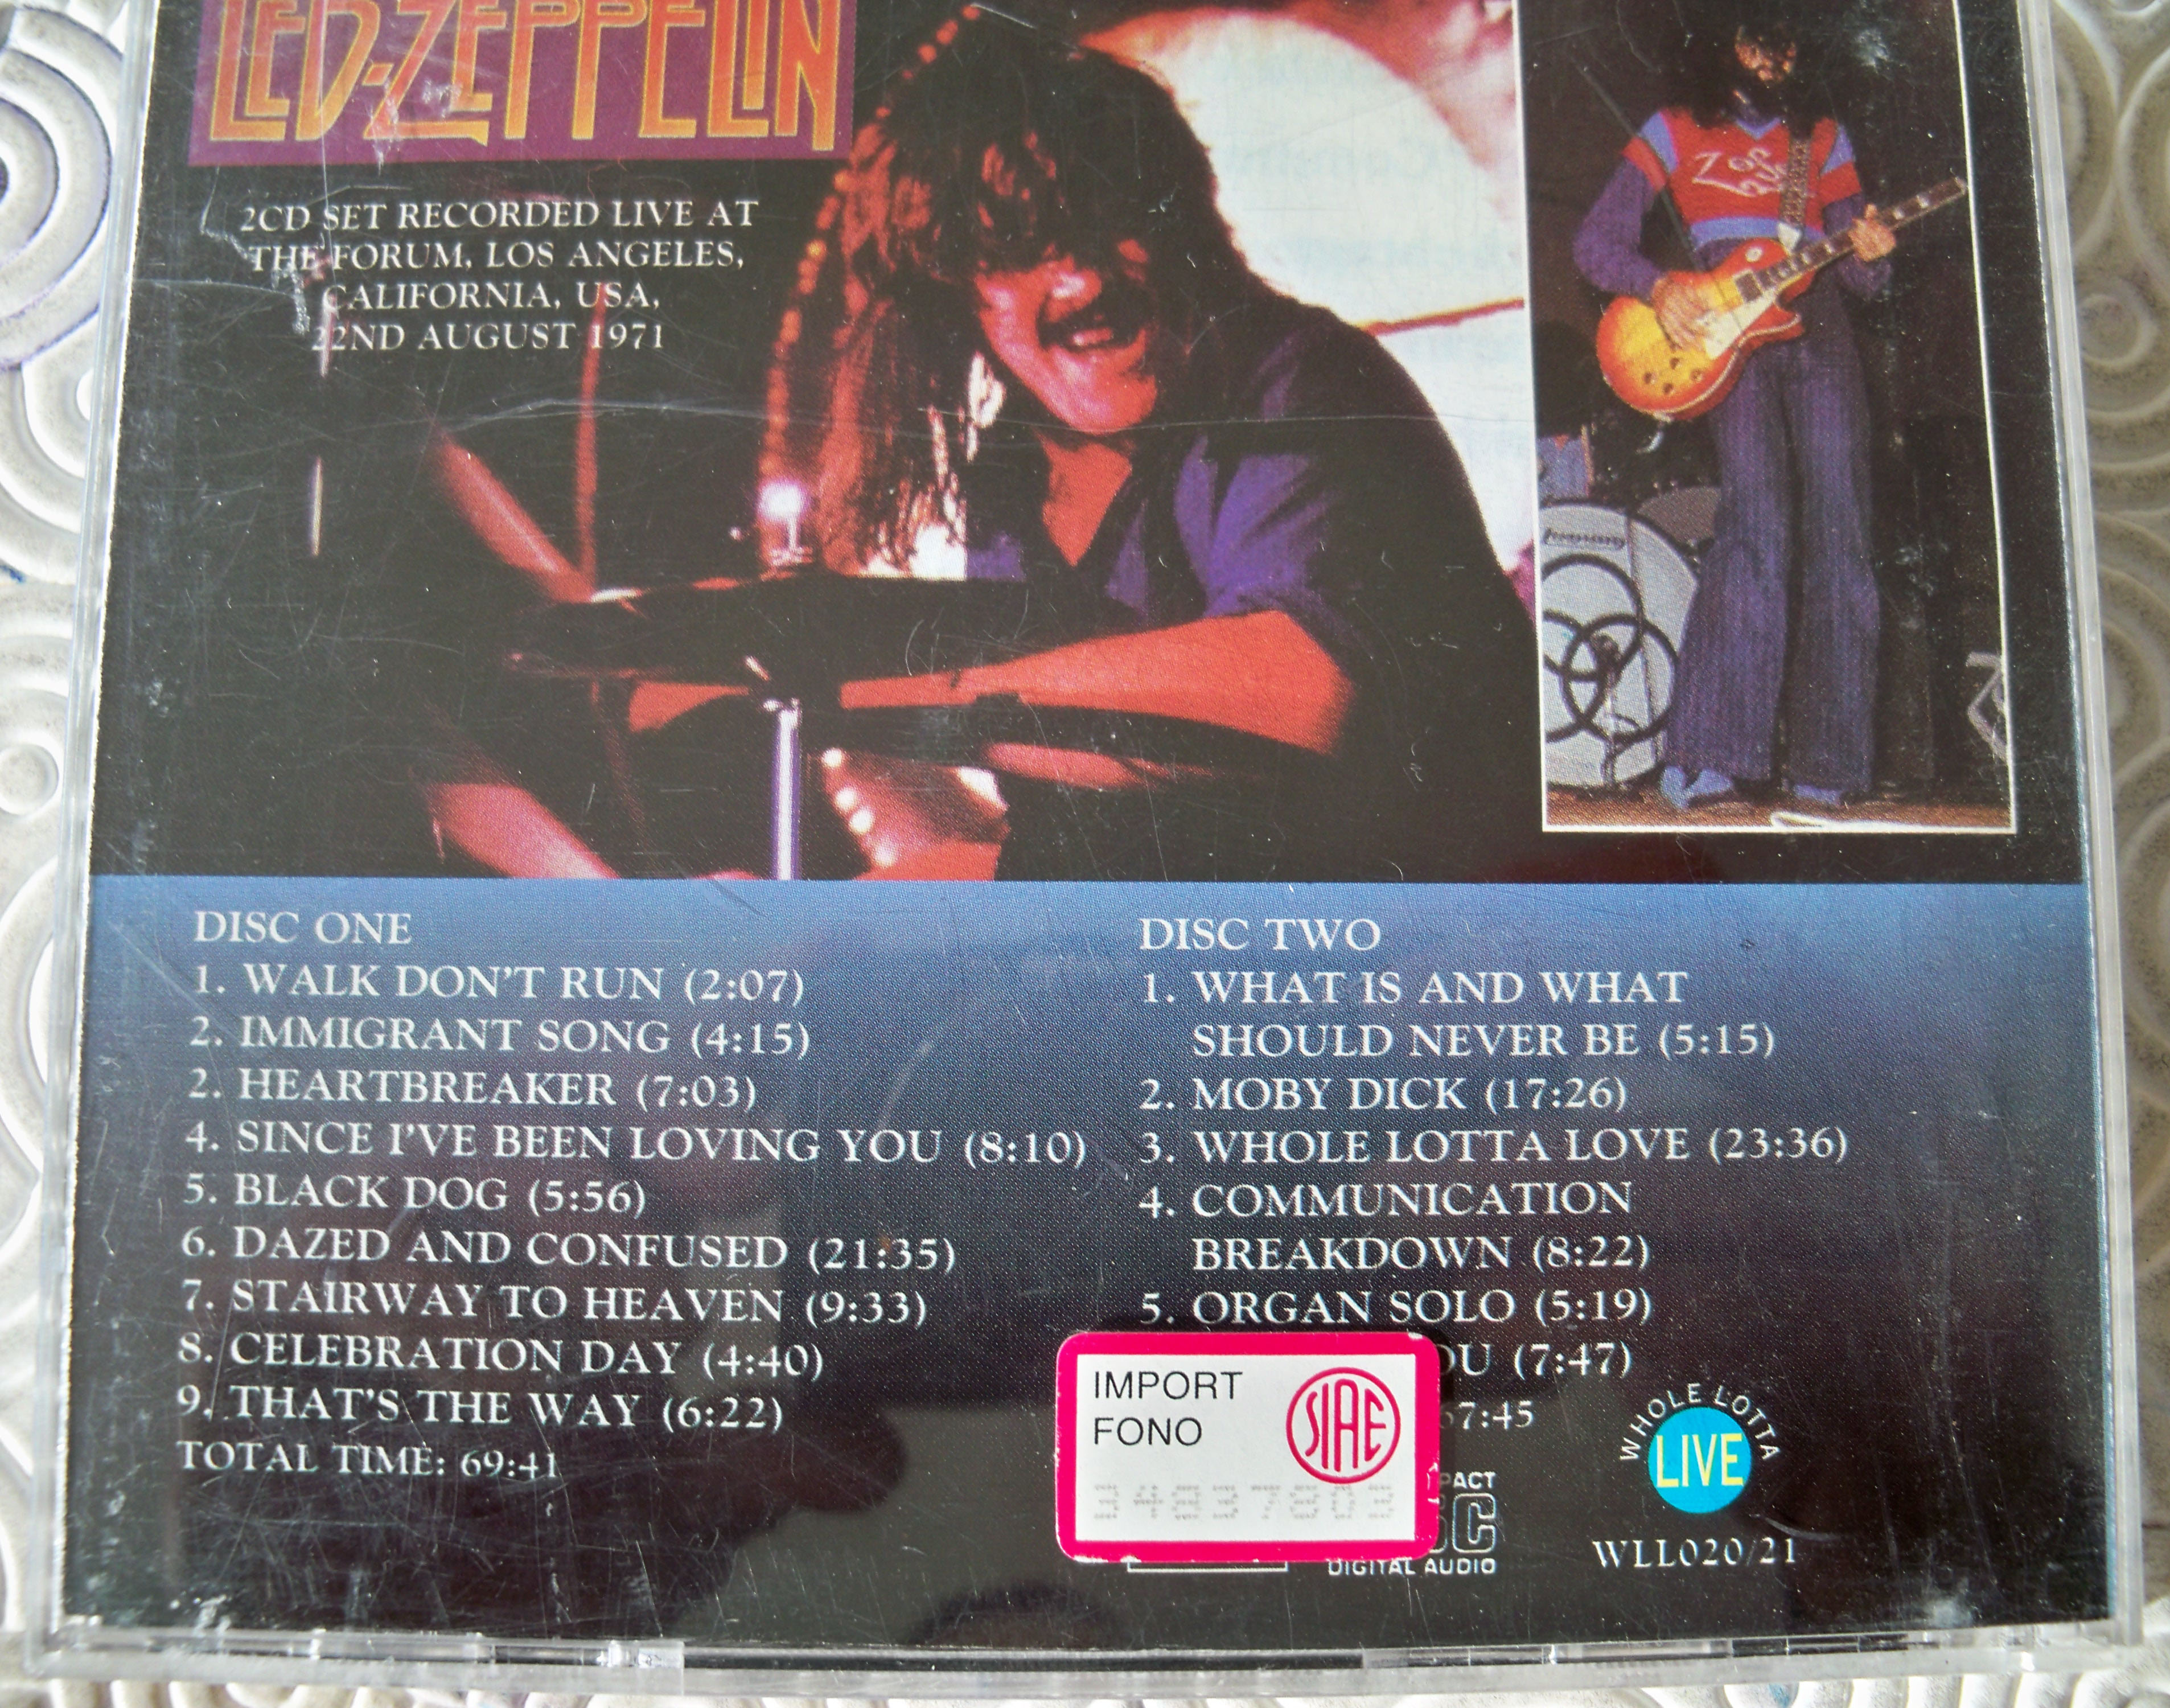 LED-ZEPPELIN
2CD SET RECORDED LIVE AT
THE FORUM, LOS ANGELES,
CALIFORNIA, USA,
22ND AUGUST 1971
ZOSO
Ludwig
DISC ONE
1. WALK DON'T RUN (2:07)
2. IMMIGRANT SONG (4:15)
2. HEARTBREAKER (7:03)
4. SINCE I'VE BEEN LOVING YOU (8:10)
5. BLACK DOG (5:56)
6. DAZED AND CONFUSED (21:35)
7. STAIRWAY TO HEAVEN (9:33)
8. CELEBRATION DAY (4:40)
9. THAT'S THE WAY (6:22)
TOTAL TIME: 69:41
DISC TWO
1. WHAT IS AND WHAT
SHOULD NEVER BE (5:15)
2. MOBY DICK (17:26)
3. WHOLE LOTTA LOVE (23:36)
4. COMMUNICATION
BREAKDOWN (8:22)
5. ORGAN SOLO (5:19)
OU (7:47)
67:45
IMPORT
FONO
SIAE
PACT
DIGITAL AUDIO
WHOLE LOTTA
LIVE
WLL020/21